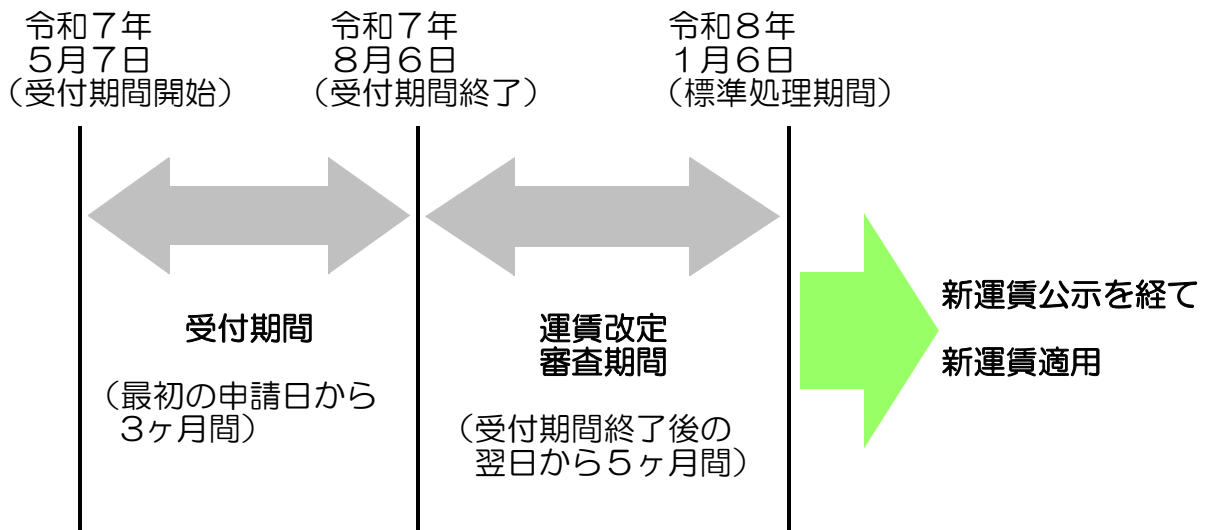 令和７年
５月７日
（受付期間開始）
令和７年
８月６日
（受付期間終了）
令和８年
１月６日
（標準処理期間）
受付期間
（最初の申請日から
３ヶ月間）
運賃改定
審査期間
（受付期間終了後の
翌日から５ヶ月間）
新運賃公示を経て
新運賃適用